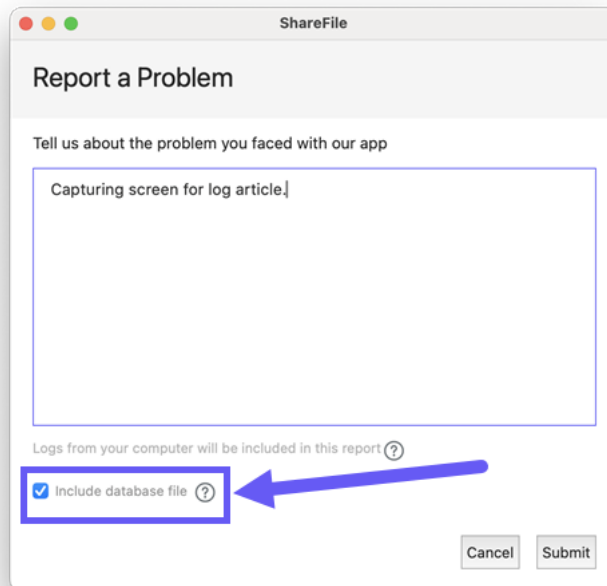 ShareFile
Report a Problem
Tell us about the problem you faced with our app
Capturing screen for log article.
Logs from your computer will be included in this report ?
Include database file ?
Cancel Submit